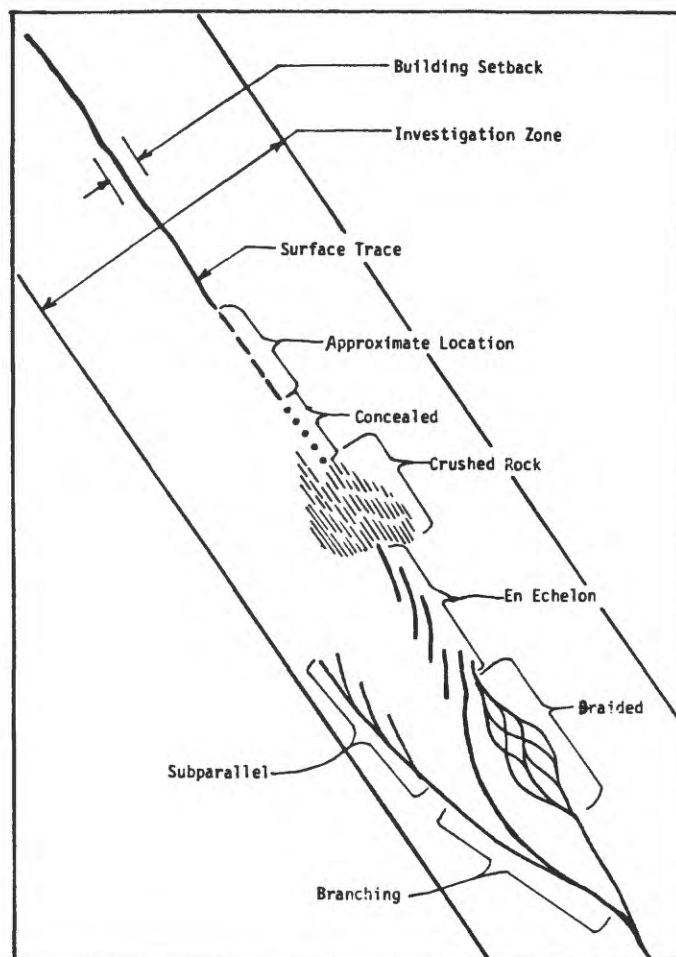 Building Setback
Investigation Zone
Surface Trace
Approximate Location
Concealed
Crushed Rock
En Echelon
Braided
Subparallel
Branching